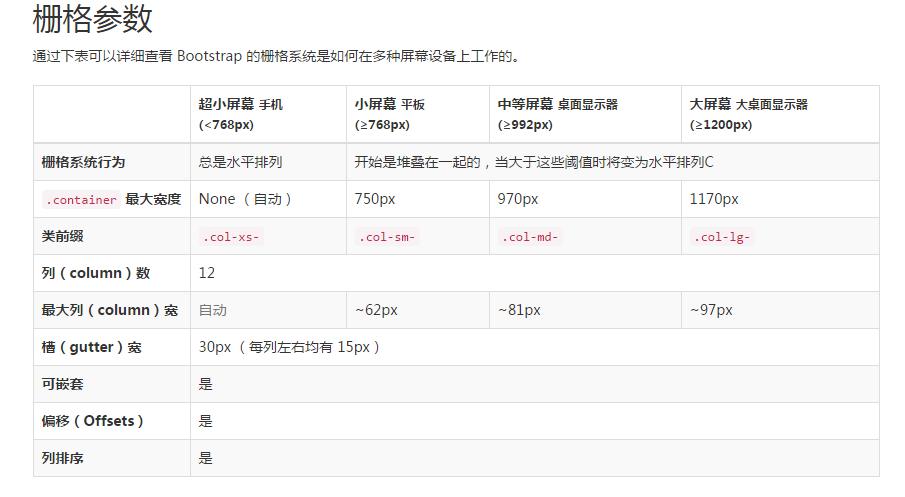 栅格参数
通过下表可以详细查看 Bootstrap 的栅格系统是如何在多种屏幕设备上工作的。
超小屏幕 手机 小屏幕 平板 中等屏幕 桌面显示器 大屏幕 大桌面显示器
(<768px) (≥768px) (≥992px) (≥1200px)
栅格系统行为 总是水平排列 开始是堆叠在一起的，当大于这些阈值时将变为水平排列C
.container 最大宽度 None （自动） 750px 970px 1170px
类前缀 .col-xs- .col-sm- .col-md- .col-lg-
列（column）数 12
最大列（column）宽 自动 ~62px ~81px ~97px
槽（gutter）宽 30px （每列左右均有 15px）
可嵌套 是
偏移（Offsets） 是
列排序 是